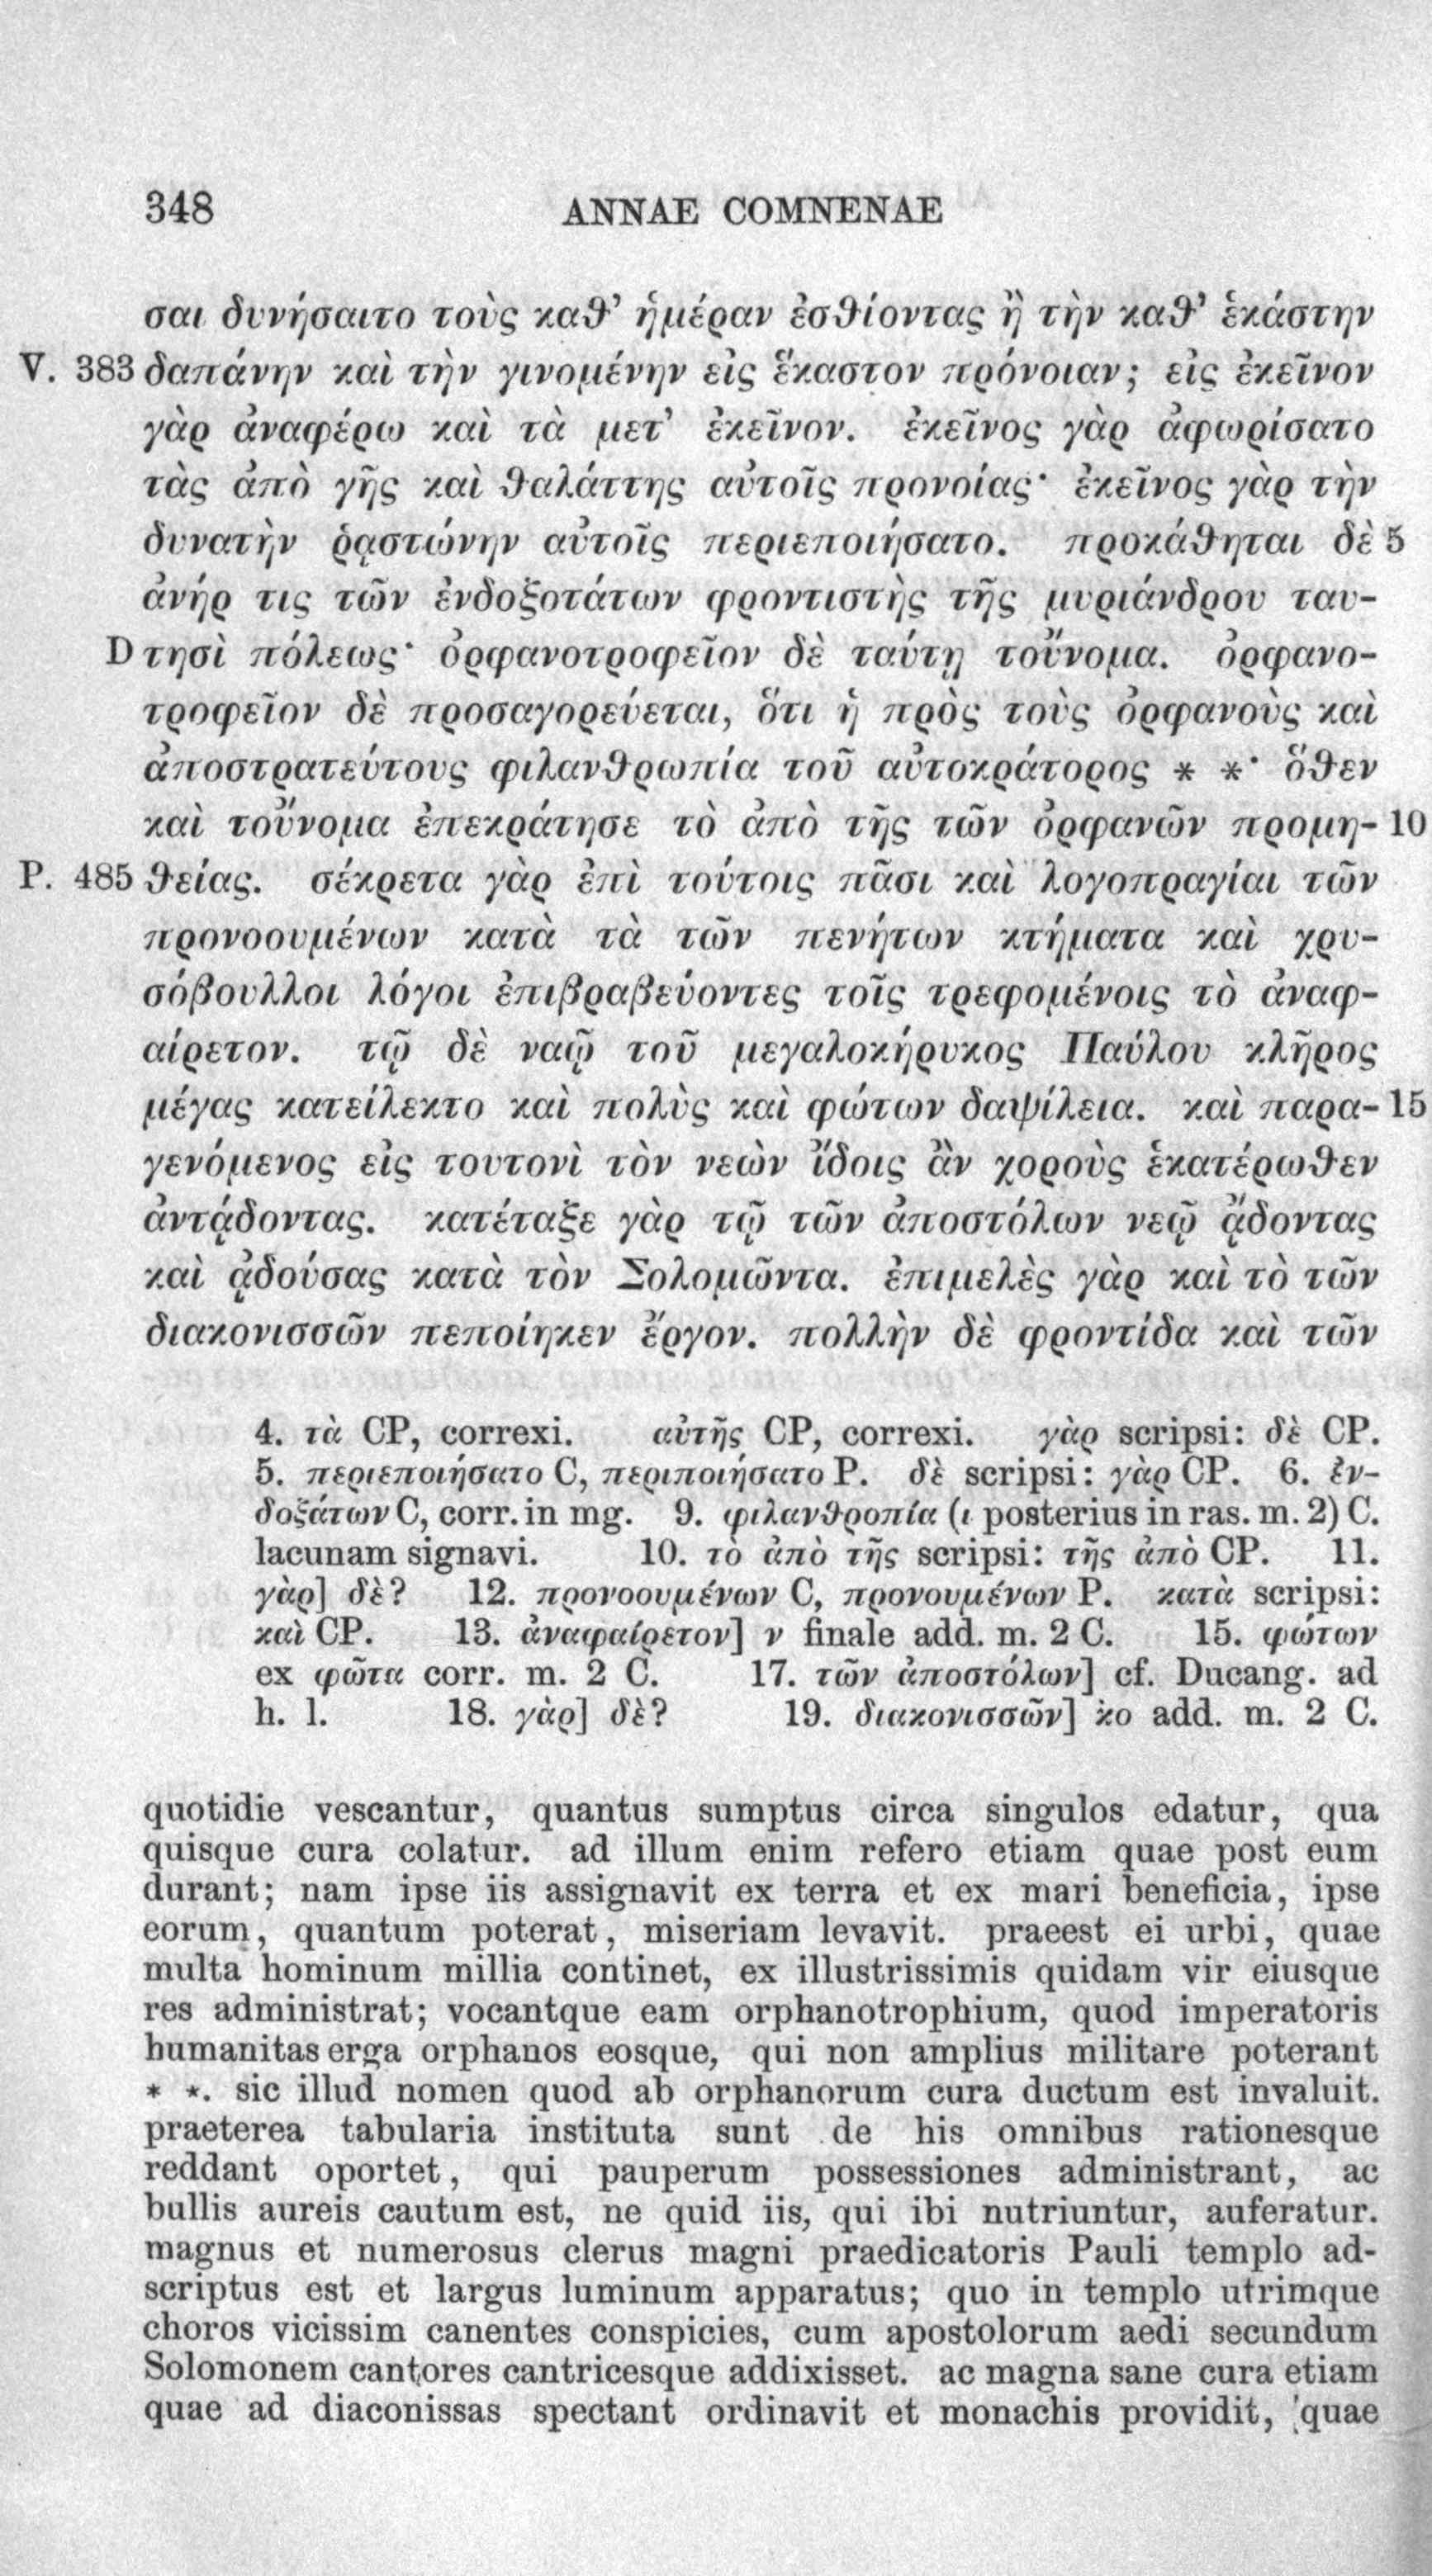 348 ANNAE COMNENAE
σαι δυνήσαιτο τοὺς καθ’ ἡμέραν ἐσθίοντας ἢ τὴν καθ’ ἑκάστην
V. 383 δαπάνην καὶ τὴν γινομένην εἰς ἕκαστον πρόνοιαν; εἰς ἐκεῖνον
γὰρ ἀναφέρω καὶ τὰ μετ’ ἐκεῖνον. ἐκεῖνος γὰρ ἀφωρίσατο
τὰς ἀπὸ γῆς καὶ θαλάττης αὐτοῖς προνοίας· ἐκεῖνος γὰρ τὴν
δυνατὴν ῥᾳστώνην αὐτοῖς περιεποιήσατο. προκάθηται δὲ 5
ἀνήρ τις τῶν ἐνδοξοτάτων φροντιστὴς τῆς μυριάνδρου ταυ-
D τησὶ πόλεως· ὀρφανοτροφεῖον δὲ ταύτῃ τοὔνομα. ὀρφανο-
τροφεῖον δὲ προσαγορεύεται, ὅτι ἡ πρὸς τοὺς ὀρφανοὺς καὶ
ἀποστρατεύτους φιλανθρωπία τοῦ αὐτοκράτορος * *· ὅθεν
καὶ τοὔνομα ἐπεκράτησε τὸ ἀπὸ τῆς τῶν ὀρφανῶν προμη- 10
P. 485 θείας. σέκρετα γὰρ ἐπὶ τούτοις πᾶσι καὶ λογοπραγίαι τῶν
προνοουμένων κατὰ τὰ τῶν πενήτων κτήματα καὶ χρυ-
σόβουλλοι λόγοι ἐπιβραβεύοντες τοῖς τρεφομένοις τὸ ἀναφ-
αίρετον. τῷ δὲ ναῷ τοῦ μεγαλοκήρυκος Παύλου κλῆρος
μέγας κατείλεκτο καὶ πολὺς καὶ φώτων δαψίλεια. καὶ παρα- 15
γενόμενος εἰς τουτονὶ τὸν νεὼν ἴδοις ἂν χοροὺς ἑκατέρωθεν
ἀντᾴδοντας. κατέταξε γὰρ τῷ τῶν ἀποστόλων νεῷ ᾄδοντας
καὶ ᾀδούσας κατὰ τὸν Σολομῶντα. ἐπιμελὲς γὰρ καὶ τὸ τῶν
διακονισσῶν πεποίηκεν ἔργον. πολλὴν δὲ φροντίδα καὶ τῶν
4. τὰ CP, correxi. αὐτῆς CP, correxi. γὰρ scripsi: δὲ CP.
5. περιεποιήσατο C, περιποιήσατο P. δὲ scripsi: γὰρ CP. 6. ἐν-
δοξάτων C, corr. in mg. 9. φιλανθροπία (ι posterius in ras. m. 2) C.
lacunam signavi. 10. τὸ ἀπὸ τῆς scripsi: τῆς ἀπὸ CP. 11.
γὰρ] δὲ? 12. προνοουμένων C, προνουμένων P. κατὰ scripsi:
καὶ CP. 13. ἀναφαίρετον] ν finale add. m. 2 C. 15. φώτων
ex φῶτα corr. m. 2 C. 17. τῶν ἀποστόλων] cf. Ducang. ad
h. l. 18. γὰρ] δὲ? 19. διακονισσῶν] κο add. m. 2 C.
quotidie vescantur, quantus sumptus circa singulos edatur, qua
quisque cura colatur. ad illum enim refero etiam quae post eum
durant; nam ipse iis assignavit ex terra et ex mari beneficia, ipse
eorum, quantum poterat, miseriam levavit. praeest ei urbi, quae
multa hominum millia continet, ex illustrissimis quidam vir eiusque
res administrat; vocantque eam orphanotrophium, quod imperatoris
humanitas erga orphanos eosque, qui non amplius militare poterant
* *. sic illud nomen quod ab orphanorum cura ductum est invaluit.
praeterea tabularia instituta sunt de his omnibus rationesque
reddant oportet, qui pauperum possessiones administrant, ac
bullis aureis cautum est, ne quid iis, qui ibi nutriuntur, auferatur.
magnus et numerosus clerus magni praedicatoris Pauli templo ad-
scriptus est et largus luminum apparatus; quo in templo utrimque
choros vicissim canentes conspicies, cum apostolorum aedi secundum
Solomonem cantores cantricesque addixisset. ac magna sane cura etiam
quae ad diaconissas spectant ordinavit et monachis providit, quae